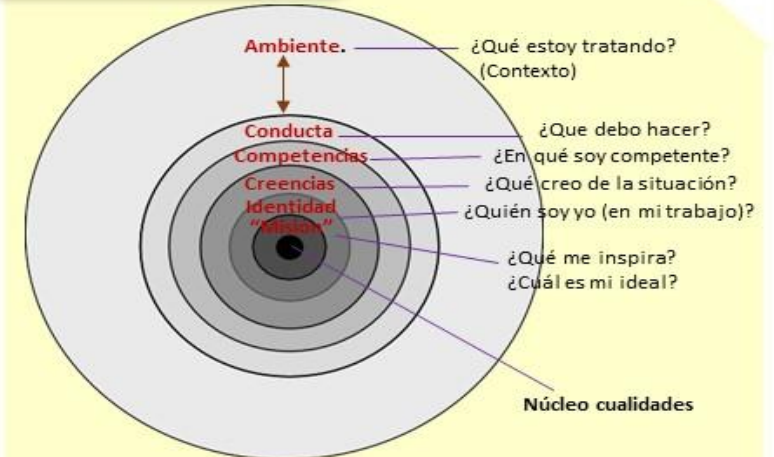 Ambiente. ¿Qué estoy tratando?
(Contexto)
Conducta ¿Que debo hacer?
Competencias ¿En qué soy competente?
Creencias ¿Qué creo de la situación?
Identidad ¿Quién soy yo (en mi trabajo)?
“Misión”
¿Qué me inspira?
¿Cuál es mi ideal?
Núcleo cualidades